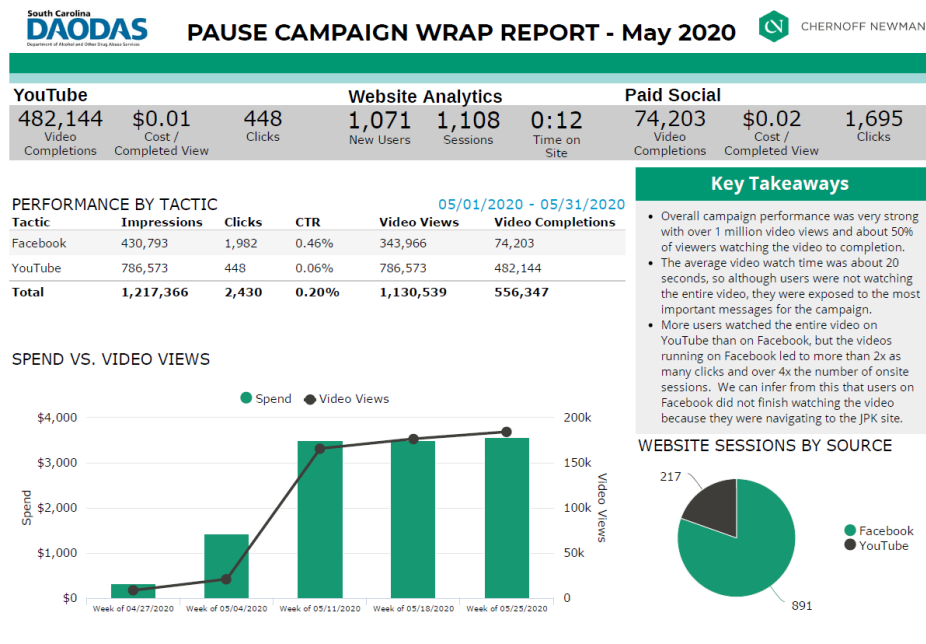 South Carolina
DAODAS
Department of Alcohol and Other Drug Abuse Services
PAUSE CAMPAIGN WRAP REPORT - May 2020
CN CHERNOFF NEWMAN
YouTube
482,144 $0.01 448
Video Cost / Clicks
Completions Completed View
Website Analytics
1,071 1,108 0:12
New Users Sessions Time on
Site
Paid Social
74,203 $0.02 1,695
Video Cost / Clicks
Completions Completed View
PERFORMANCE BY TACTIC 05/01/2020 - 05/31/2020
Tactic Impressions Clicks CTR Video Views Video Completions
Facebook 430,793 1,982 0.46% 343,966 74,203
YouTube 786,573 448 0.06% 786,573 482,144
Total 1,217,366 2,430 0.20% 1,130,539 556,347
Key Takeaways
• Overall campaign performance was very strong
with over 1 million video views and about 50%
of viewers watching the video to completion.
• The average video watch time was about 20
seconds, so although users were not watching
the entire video, they were exposed to the most
important messages for the campaign.
• More users watched the entire video on
YouTube than on Facebook, but the videos
running on Facebook led to more than 2x as
many clicks and over 4x the number of onsite
sessions. We can infer from this that users on
Facebook did not finish watching the video
because they were navigating to the JPK site.
SPEND VS. VIDEO VIEWS
Spend Video Views
$4,000 200k
$3,000 150k
$2,000 100k
$1,000 50k
$0 0
Spend
Video Views
Week of 04/27/2020 Week of 05/04/2020 Week of 05/11/2020 Week of 05/18/2020 Week of 05/25/2020
WEBSITE SESSIONS BY SOURCE
217
Facebook
YouTube
891